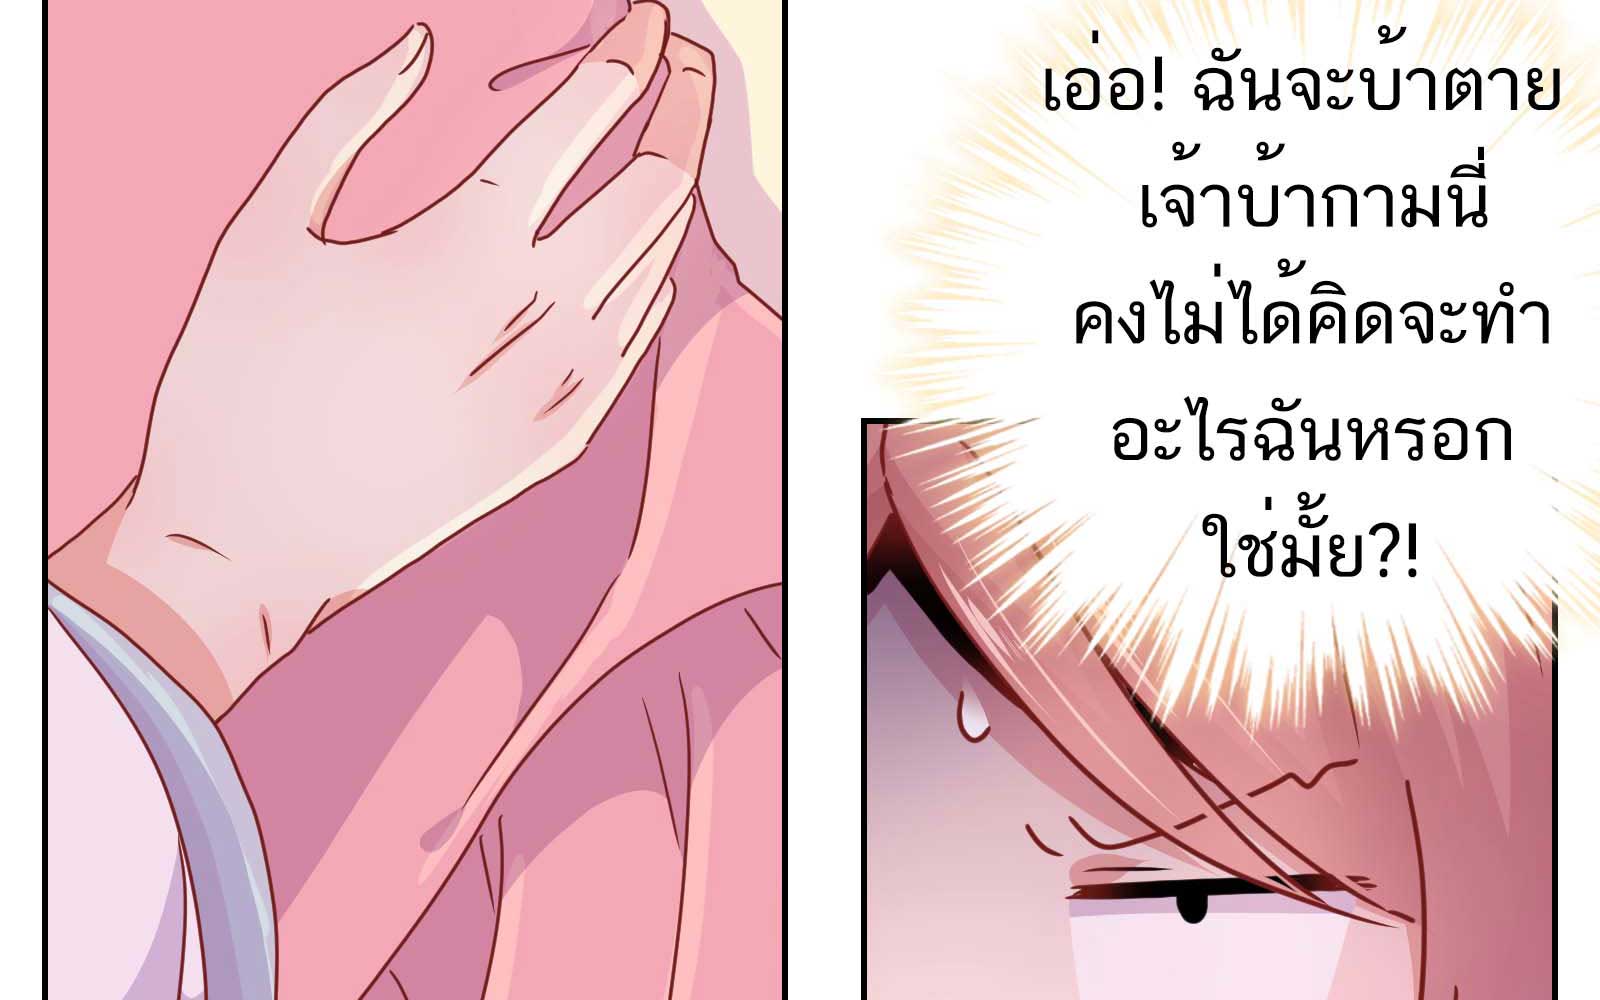 เอ่อ! ฉันจะบ้าตาย
เจ้าบ้ากามนี่
คงไม่ได้คิดจะทำ
อะไรฉันหรอก
ใช่มั้ย?!